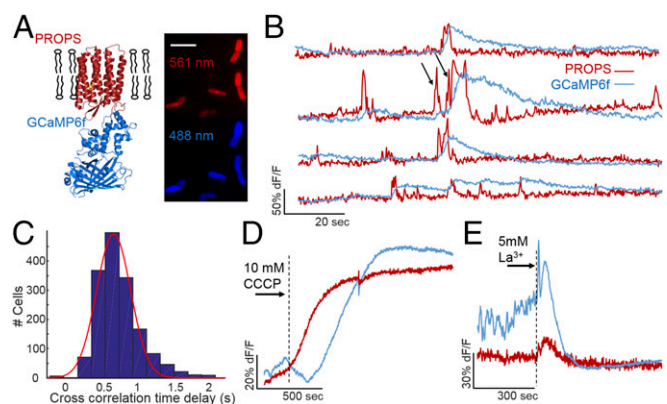 A
PROPS
GCaMP6f
561 nm
488 nm
B
PROPS
GCaMP6f
50% dF/F
20 sec
C
# Cells
400
300
200
100
0
0 0.5 1 1.5 2
Cross correlation time delay (s)
D
10 mM
CCCP
20% dF/F
500 sec
E
5mM
La³⁺
30% dF/F
300 sec